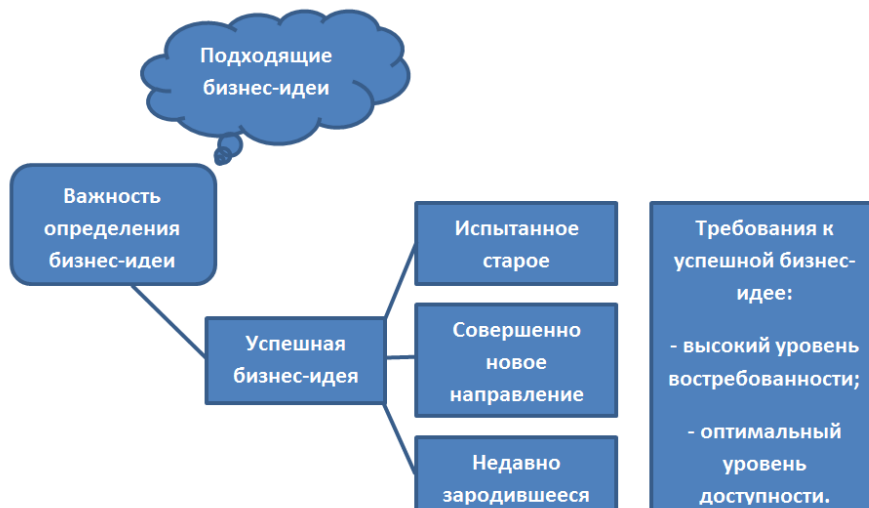 Подходящие
бизнес-идеи
Важность
определения
бизнес-идеи
Успешная
бизнес-идея
Испытанное
старое
Совершенно
новое
направление
Недавно
зародившееся
Требования к
успешной бизнес-
идее:
- высокий уровень
востребованности;
- оптимальный
уровень
доступности.